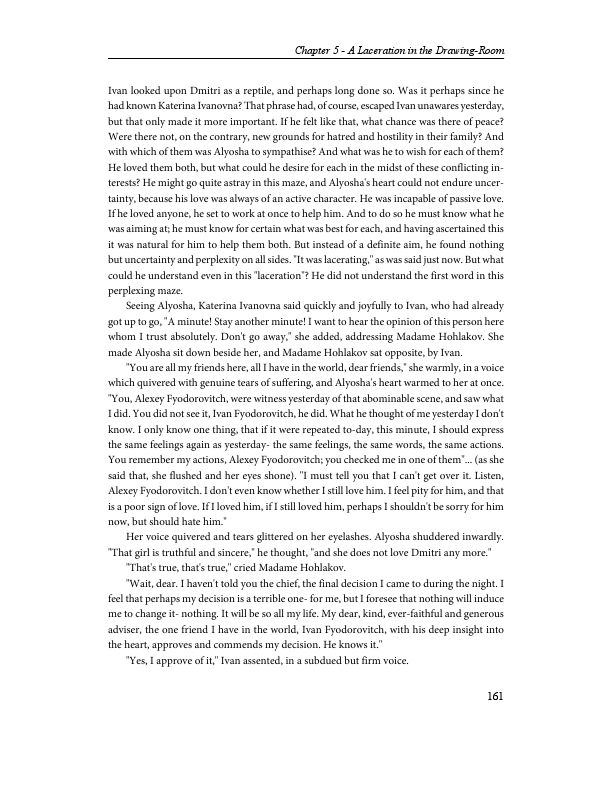 Chapter 5 - A Laceration in the Drawing-Room
Ivan looked upon Dmitri as a reptile, and perhaps long done so. Was it perhaps since he
had known Katerina Ivanovna? That phrase had, of course, escaped Ivan unawares yesterday,
but that only made it more important. If he felt like that, what chance was there of peace?
Were there not, on the contrary, new grounds for hatred and hostility in their family? And
with which of them was Alyosha to sympathise? And what was he to wish for each of them?
He loved them both, but what could he desire for each in the midst of these conflicting in-
terests? He might go quite astray in this maze, and Alyosha's heart could not endure uncer-
tainty, because his love was always of an active character. He was incapable of passive love.
If he loved anyone, he set to work at once to help him. And to do so he must know what he
was aiming at; he must know for certain what was best for each, and having ascertained this
it was natural for him to help them both. But instead of a definite aim, he found nothing
but uncertainty and perplexity on all sides. "It was lacerating," as was said just now. But what
could he understand even in this "laceration"? He did not understand the first word in this
perplexing maze.
Seeing Alyosha, Katerina Ivanovna said quickly and joyfully to Ivan, who had already
got up to go, "A minute! Stay another minute! I want to hear the opinion of this person here
whom I trust absolutely. Don't go away," she added, addressing Madame Hohlakov. She
made Alyosha sit down beside her, and Madame Hohlakov sat opposite, by Ivan.
"You are all my friends here, all I have in the world, dear friends," she warmly, in a voice
which quivered with genuine tears of suffering, and Alyosha's heart warmed to her at once.
"You, Alexey Fyodorovitch, were witness yesterday of that abominable scene, and saw what
I did. You did not see it, Ivan Fyodorovitch, he did. What he thought of me yesterday I don't
know. I only know one thing, that if it were repeated to-day, this minute, I should express
the same feelings again as yesterday- the same feelings, the same words, the same actions.
You remember my actions, Alexey Fyodorovitch; you checked me in one of them"... (as she
said that, she flushed and her eyes shone). "I must tell you that I can't get over it. Listen,
Alexey Fyodorovitch. I don't even know whether I still love him. I feel pity for him, and that
is a poor sign of love. If I loved him, if I still loved him, perhaps I shouldn't be sorry for him
now, but should hate him."
Her voice quivered and tears glittered on her eyelashes. Alyosha shuddered inwardly.
"That girl is truthful and sincere," he thought, "and she does not love Dmitri any more."
"That's true, that's true," cried Madame Hohlakov.
"Wait, dear. I haven't told you the chief, the final decision I came to during the night. I
feel that perhaps my decision is a terrible one- for me, but I foresee that nothing will induce
me to change it- nothing. It will be so all my life. My dear, kind, ever-faithful and generous
adviser, the one friend I have in the world, Ivan Fyodorovitch, with his deep insight into
the heart, approves and commends my decision. He knows it."
"Yes, I approve of it," Ivan assented, in a subdued but firm voice.
161